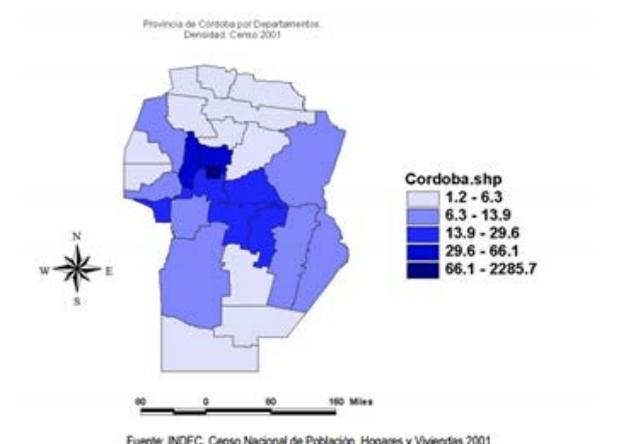 Provincia de Córdoba por Departamentos.
Densidad. Censo 2001
Cordoba.shp
1.2 - 6.3
6.3 - 13.9
13.9 - 29.6
29.6 - 66.1
66.1 - 2285.7
N
W E
S
80 0 80 160 Miles
Fuente: INDEC. Censo Nacional de Población, Hogares y Viviendas 2001